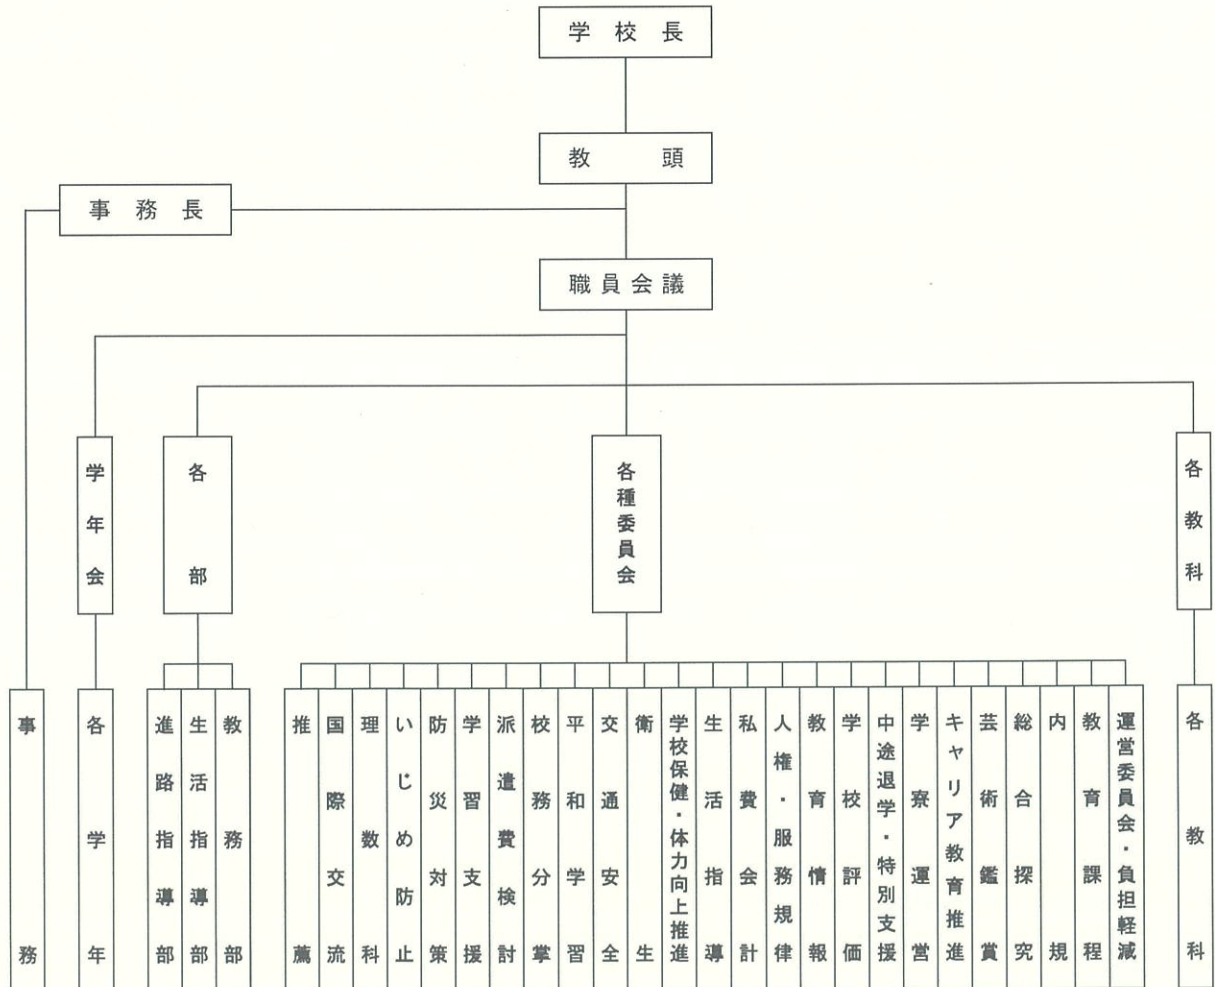 学校長
教頭
事務長
職員会議
学年会
各部
各種委員会
各教科
事務
各学年
進路指導部
生活指導部
教務部
推薦
国際交流
理数科
いじめ防止
防災対策
学習支援
派遣費検討
校務分掌
平和学習
交通安全
衛生
学校保健・体力向上推進
生活指導
私費会計
人権・服務規律
教育情報
学校評価
中途退学・特別支援
学寮運営
キャリア教育推進
芸術鑑賞
総合探究
内規
教育課程
運営委員会・負担軽減
各教科